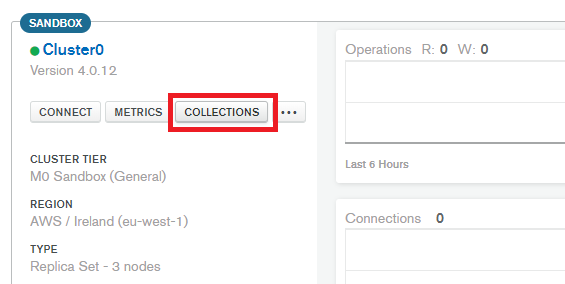 SANDBOX
Cluster0
Version 4.0.12
CONNECT METRICS COLLECTIONS ...
CLUSTER TIER
M0 Sandbox (General)
REGION
AWS / Ireland (eu-west-1)
TYPE
Replica Set - 3 nodes
Operations R: 0 W: 0
Last 6 Hours
Connections 0